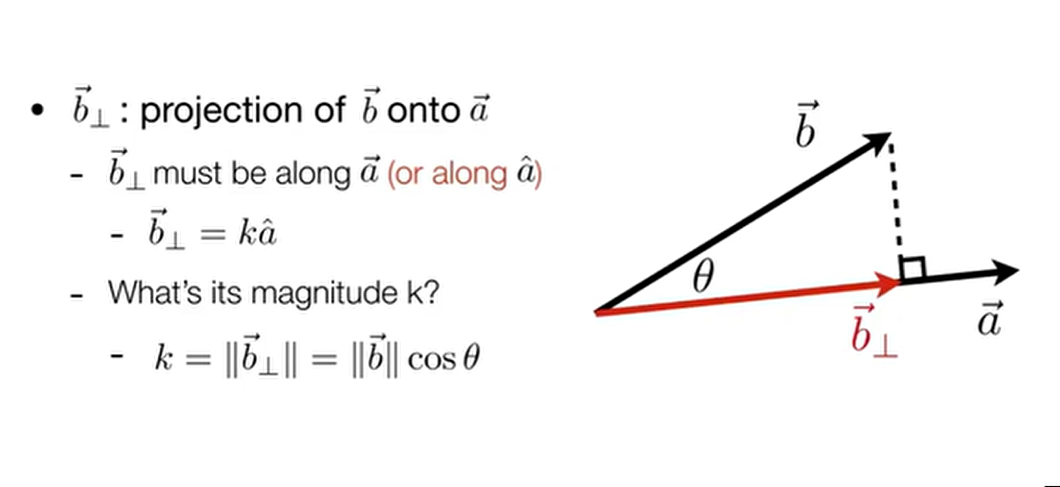 • $\vec{b}_\perp$ : projection of $\vec{b}$ onto $\vec{a}$
- $\vec{b}_\perp$ must be along $\vec{a}$ (or along $\hat{a}$)
- $\vec{b}_\perp = k\hat{a}$
- What's its magnitude k?
- $k = \|\vec{b}_\perp\| = \|\vec{b}\| \cos\theta$
$\vec{b}$
$\theta$
$\vec{b}_\perp$
$\vec{a}$